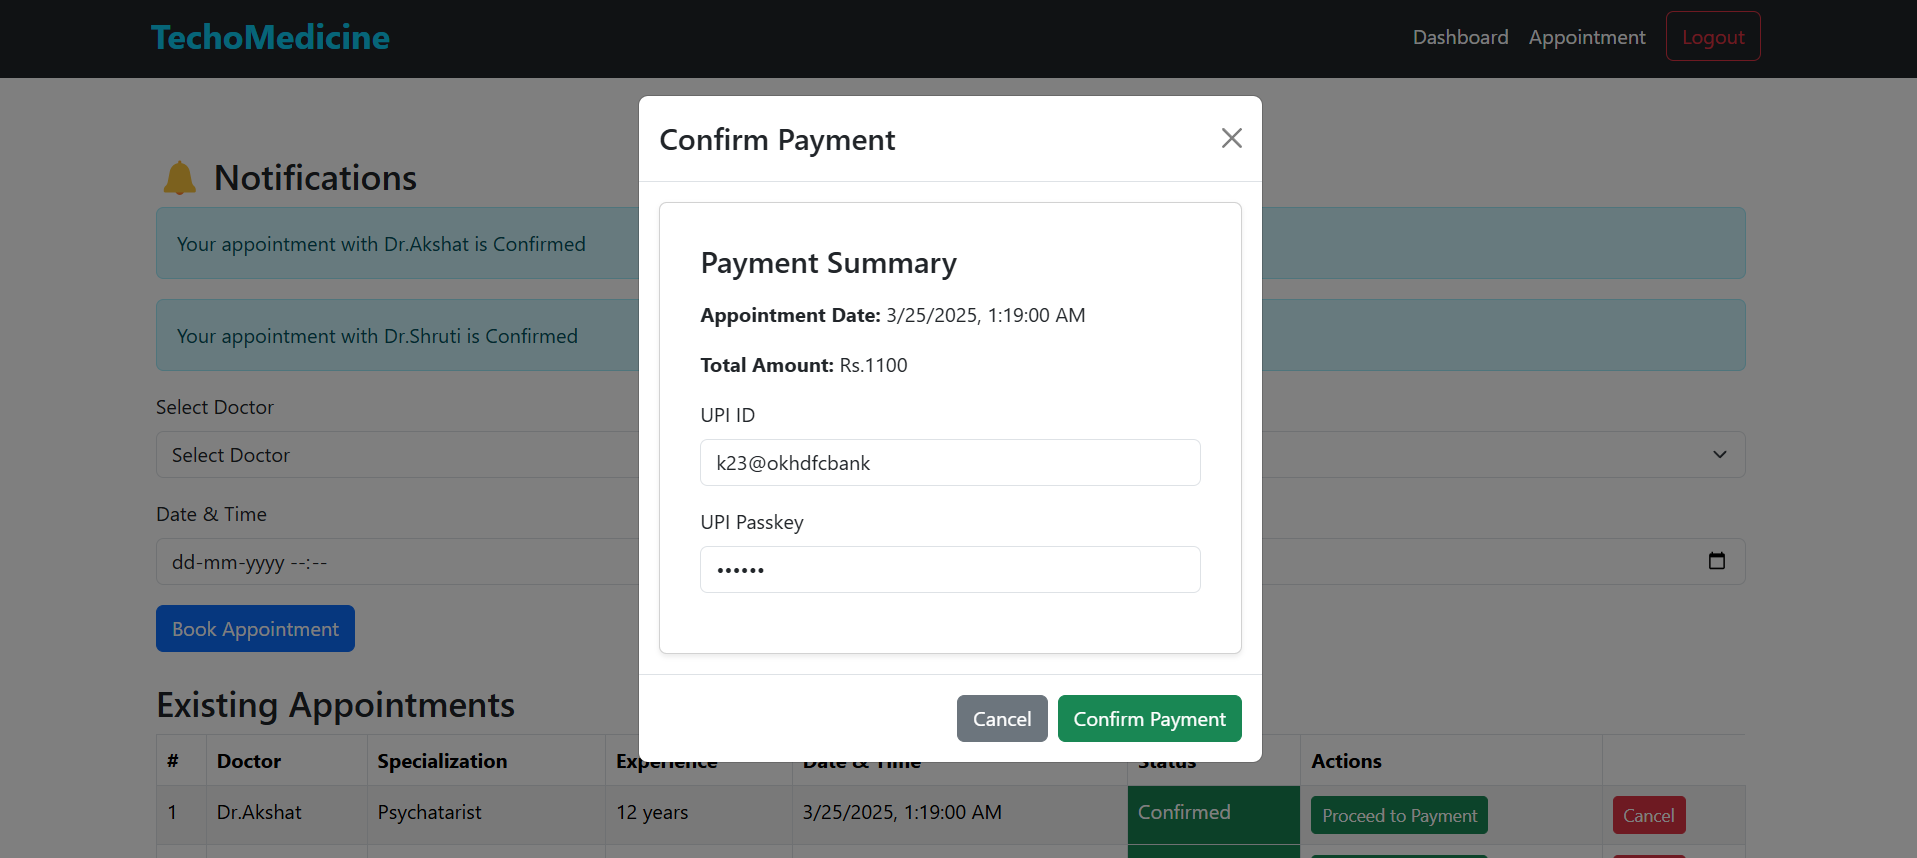 TechoMedicine
Dashboard Appointment Logout
Notifications
Your appointment with Dr.Akshat is Confirmed
Your appointment with Dr.Shruti is Confirmed
Select Doctor
Select Doctor
Date & Time
dd-mm-yyyy --:--
Book Appointment
Confirm Payment
Payment Summary
Appointment Date: 3/25/2025, 1:19:00 AM
Total Amount: Rs.1100
UPI ID
k23@okhdfcbank
UPI Passkey
••••••
Cancel Confirm Payment
Existing Appointments
# Doctor Specialization Experience Date & Time Status Actions
1 Dr.Akshat Psychatarist 12 years 3/25/2025, 1:19:00 AM Confirmed Proceed to Payment Cancel